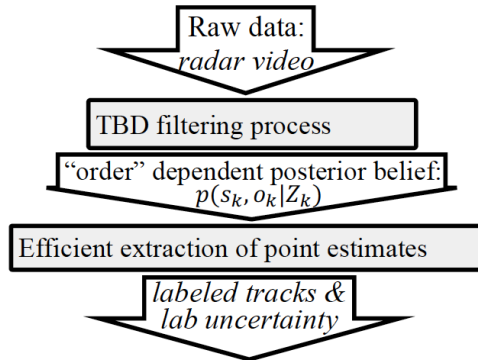 Raw data:
radar video
TBD filtering process
“order” dependent posterior belief:
p(s_k, o_k|Z_k)
Efficient extraction of point estimates
labeled tracks &
lab uncertainty